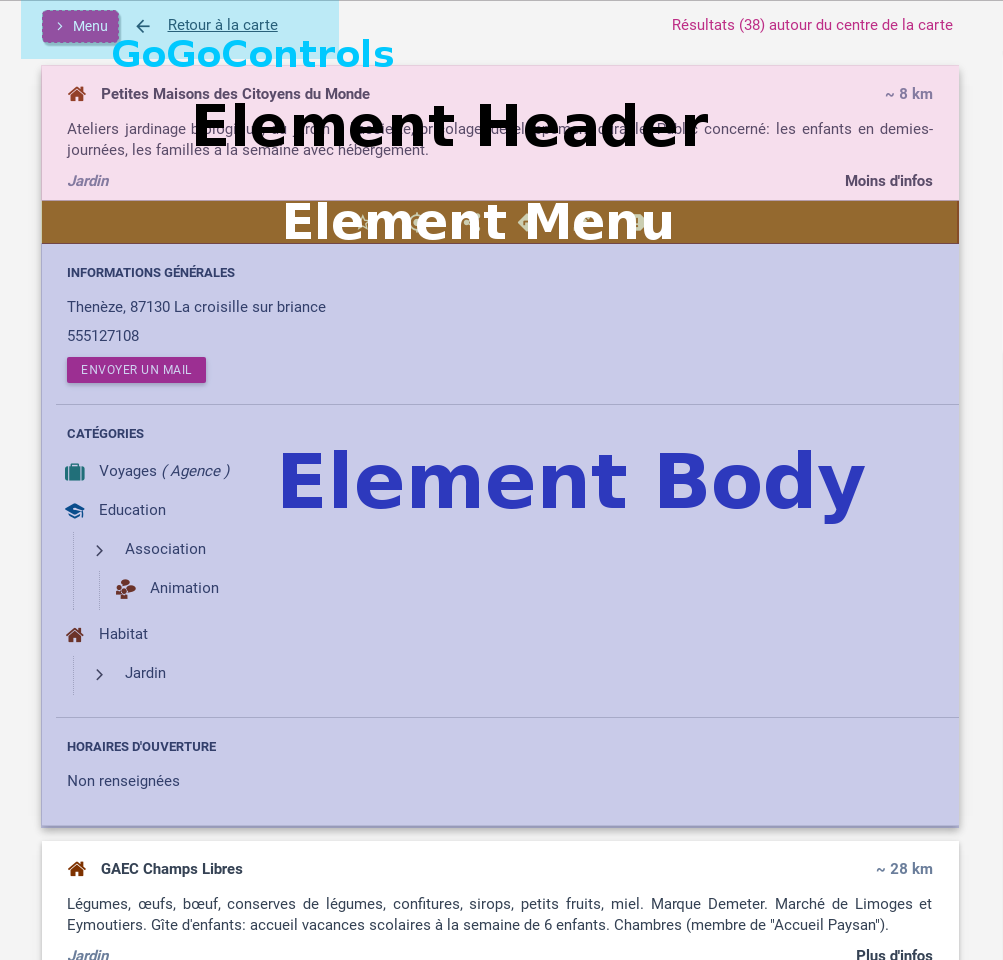 Menu
Retour à la carte
Résultats (38) autour du centre de la carte
GoGoControls
Petites Maisons des Citoyens du Monde
~ 8 km
Element Header
Ateliers jardinage concerné: les enfants en demies-
journées, les familles à la semaine avec hébergement.
Jardin
Moins d'infos
Element Menu
INFORMATIONS GÉNÉRALES
Thenèze, 87130 La croisille sur briance
555127108
ENVOYER UN MAIL
CATÉGORIES
Voyages ( Agence )
Element Body
Education
Association
Animation
Habitat
Jardin
HORAIRES D'OUVERTURE
Non renseignées
GAEC Champs Libres
~ 28 km
Légumes, œufs, bœuf, conserves de légumes, confitures, sirops, petits fruits, miel. Marque Demeter. Marché de Limoges et
Eymoutiers. Gîte d'enfants: accueil vacances scolaires à la semaine de 6 enfants. Chambres (membre de "Accueil Paysan").
Jardin
Plus d'infos